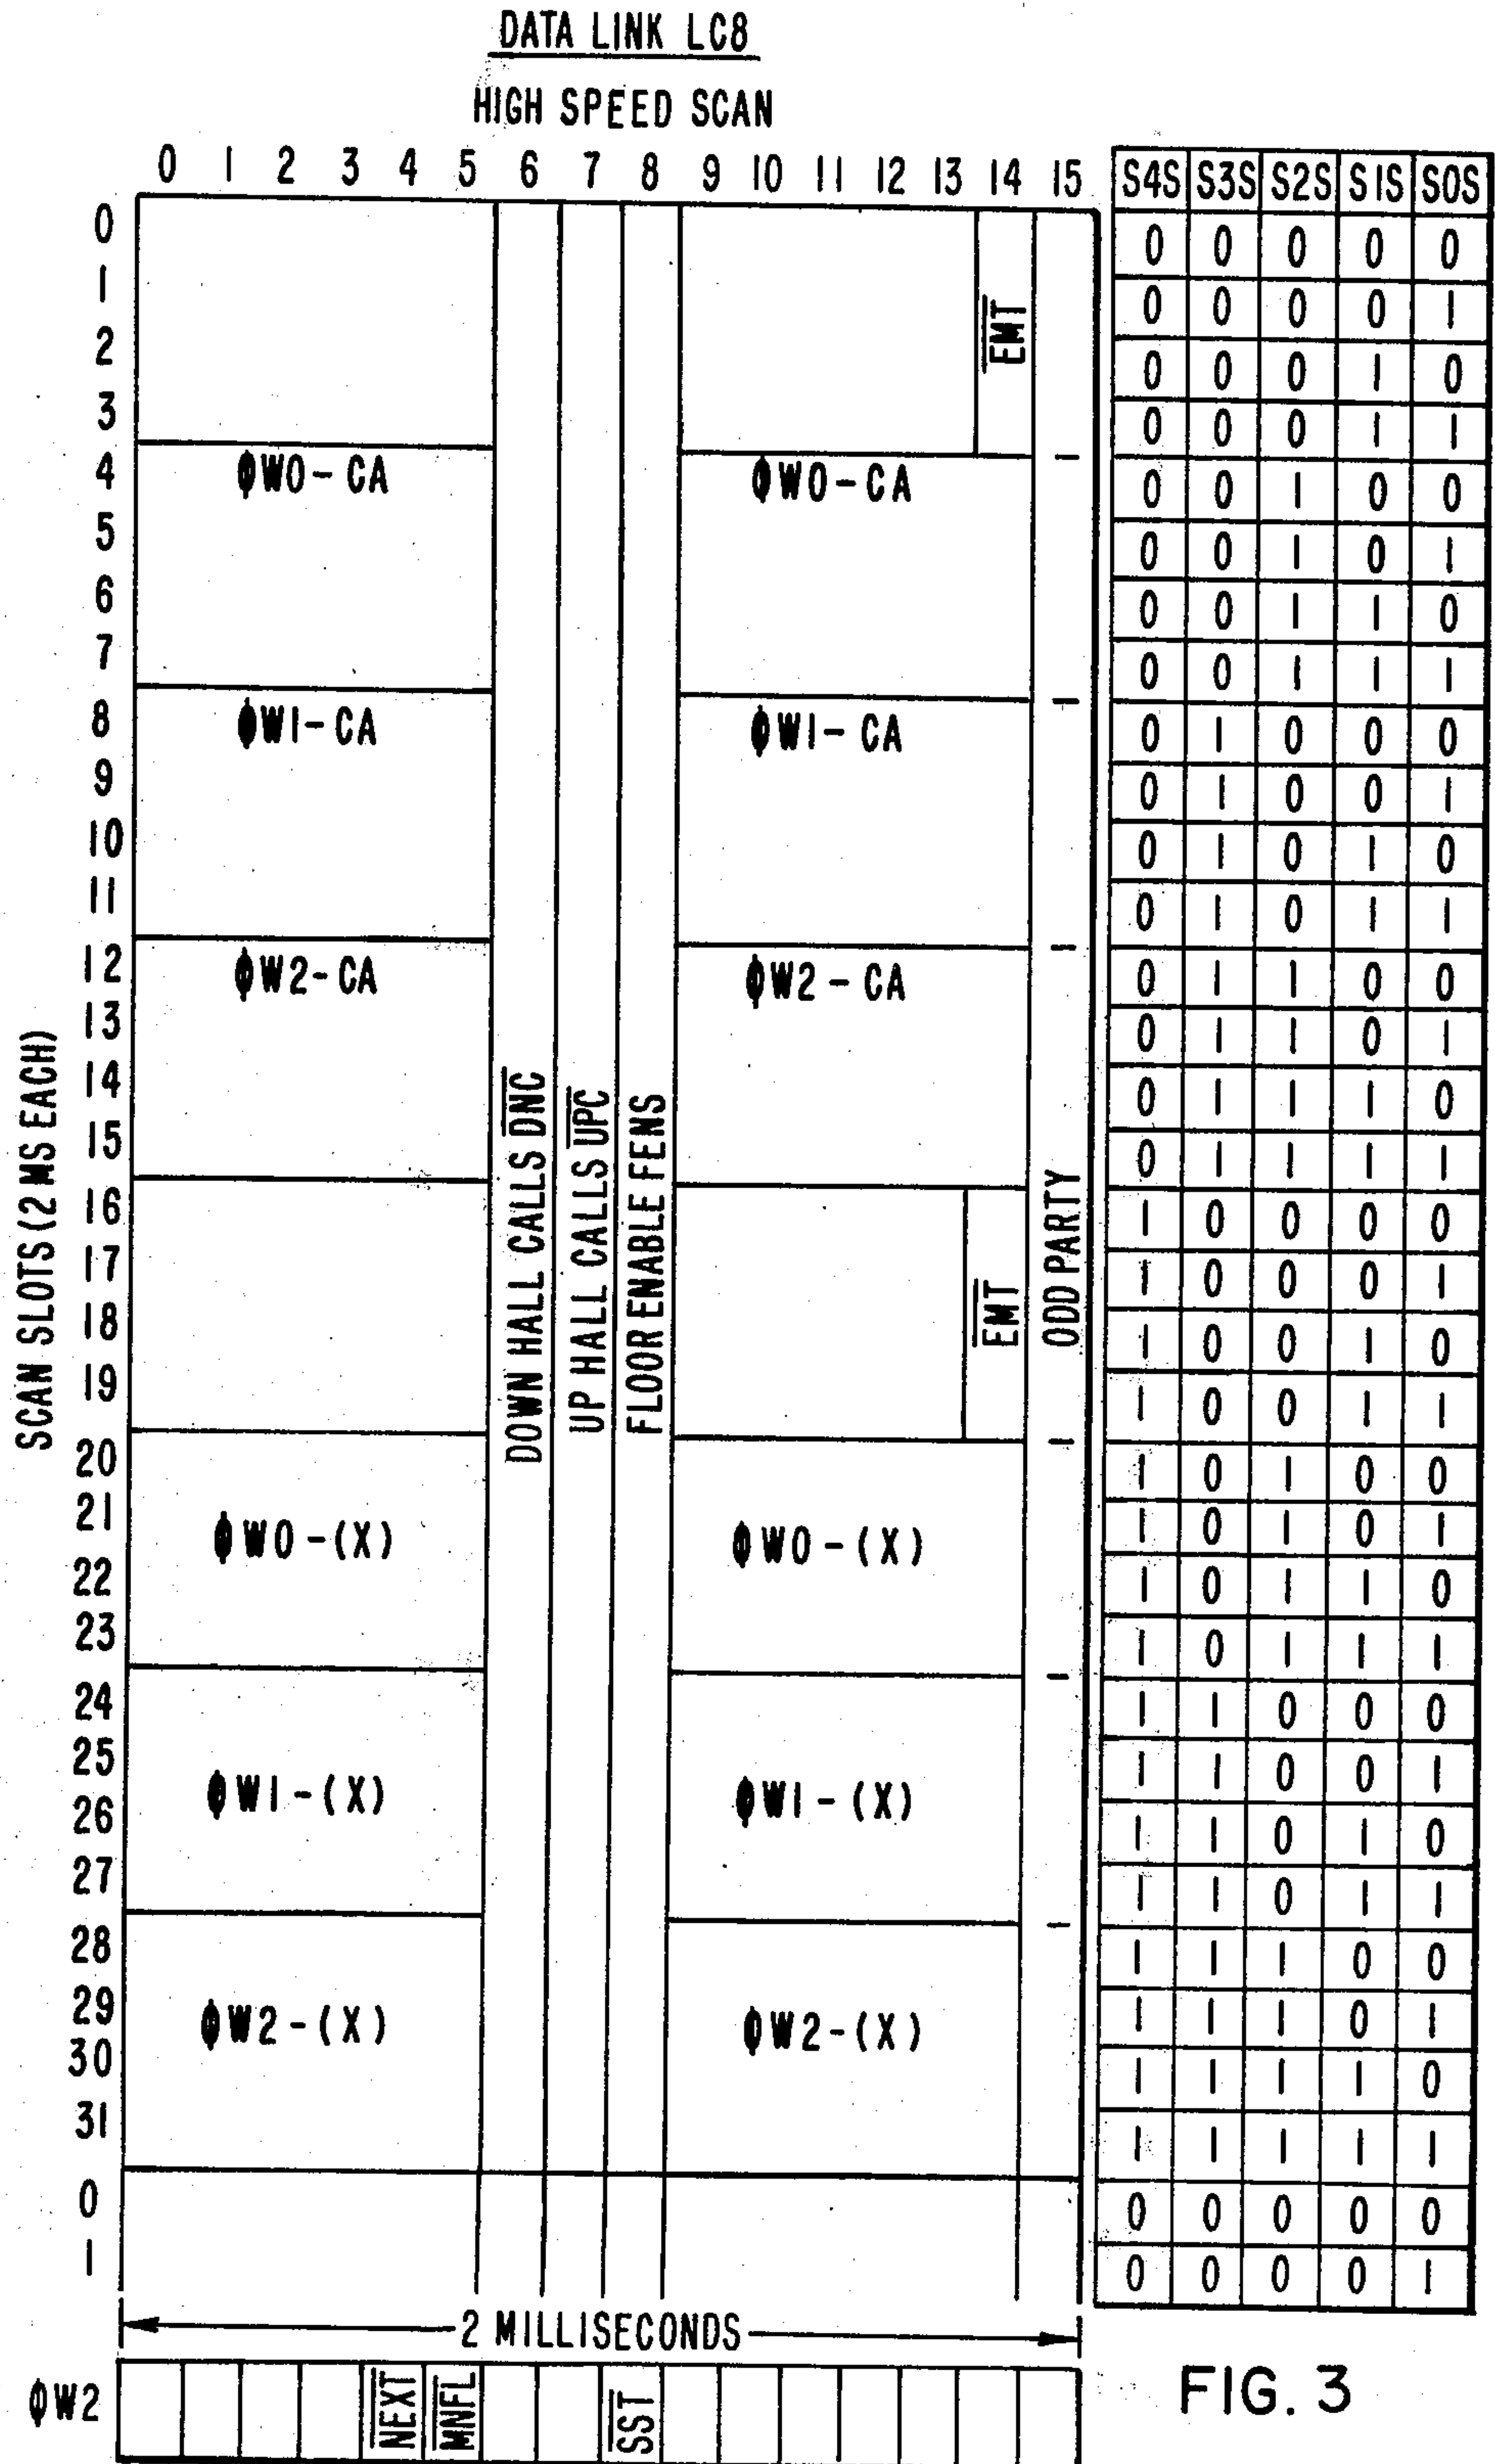 DATA LINK LC8
HIGH SPEED SCAN
0 1 2 3 4 5 6 7 8 9 10 11 12 13 14 15 S4S S3S S2S S1S S0S
0 0 0 0 0 0
1 0 0 0 0 1
EMT
2 0 0 0 1 0
3 0 0 0 1 1
4 ϕW0-CA ϕW0-CA 0 0 1 0 0
5 0 0 1 0 1
6 0 0 1 1 0
7 0 0 1 1 1
8 ϕW1-CA ϕW1-CA 0 1 0 0 0
9 0 1 0 0 1
10 0 1 0 1 0
11 0 1 0 1 1
12 ϕW2-CA ϕW2-CA 0 1 1 0 0
13 0 1 1 0 1
14 0 1 1 1 0
15 0 1 1 1 1
SCAN SLOTS (2 MS EACH)
DOWN HALL CALLS DNC
UP HALL CALLS UPC
FLOOR ENABLE FENS
ODD PARTY
16 1 0 0 0 0
17 1 0 0 0 1
EMT
18 1 0 0 1 0
19 1 0 0 1 1
20 1 0 1 0 0
21 ϕW0-(X) ϕW0-(X) 1 0 1 0 1
22 1 0 1 1 0
23 1 0 1 1 1
24 1 1 0 0 0
25 ϕW1-(X) ϕW1-(X) 1 1 0 0 1
26 1 1 0 1 0
27 1 1 0 1 1
28 1 1 1 0 0
29 ϕW2-(X) ϕW2-(X) 1 1 1 0 1
30 1 1 1 1 0
31 1 1 1 1 1
0 0 0 0 0 0
1 0 0 0 0 1
2 MILLISECONDS
ϕW2 NEXT MNFL SST
FIG. 3